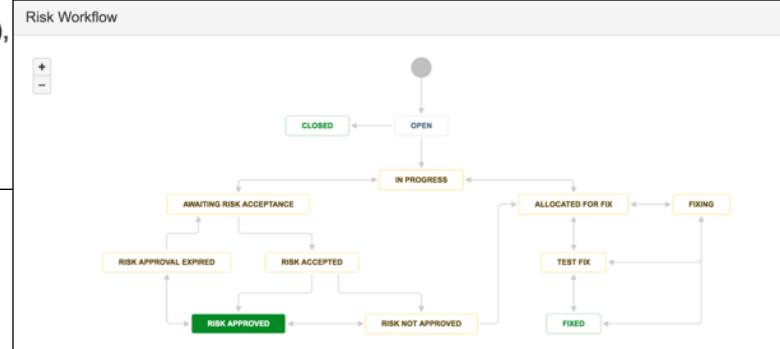 ),
Risk Workflow
+
−
CLOSED
OPEN
IN PROGRESS
AWAITING RISK ACCEPTANCE
ALLOCATED FOR FIX
FIXING
RISK APPROVAL EXPIRED
RISK ACCEPTED
TEST FIX
RISK APPROVED
RISK NOT APPROVED
FIXED